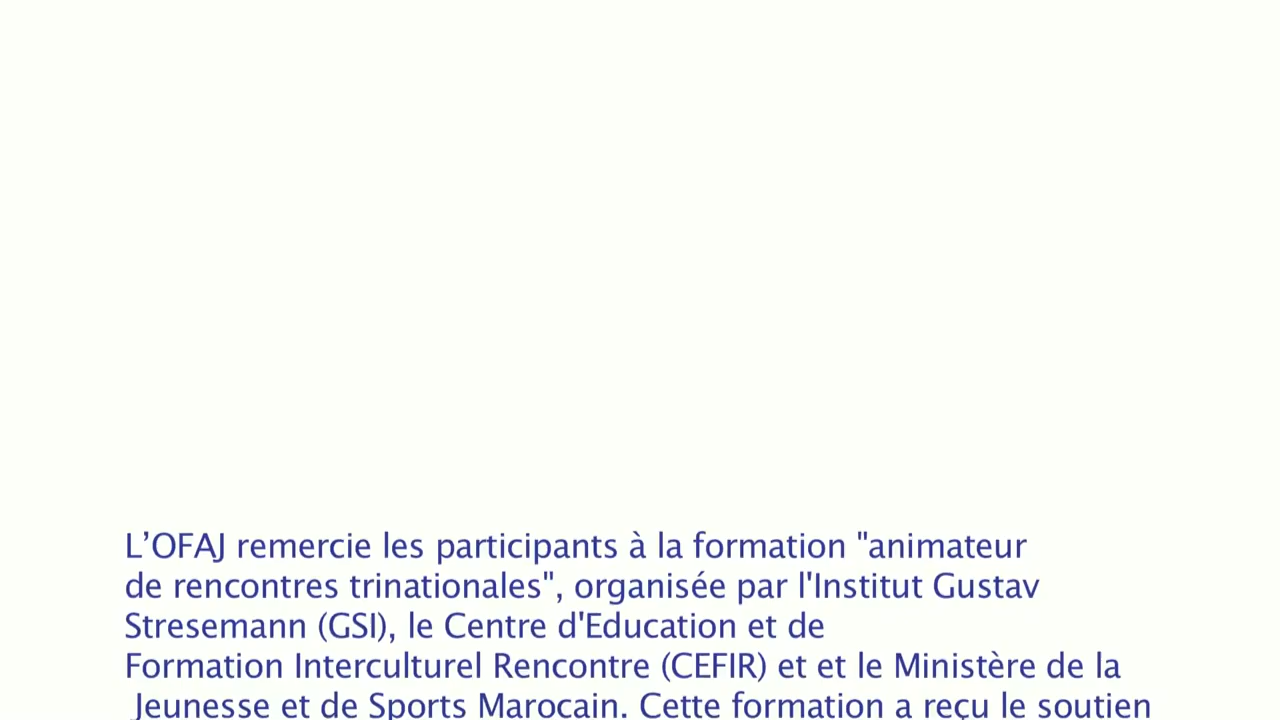 L’OFAJ remercie les participants à la formation "animateur
de rencontres trinationales", organisée par l'Institut Gustav
Stresemann (GSI), le Centre d'Education et de
Formation Interculturel Rencontre (CEFIR) et et le Ministère de la
Jeunesse et de Sports Marocain. Cette formation a reçu le soutien